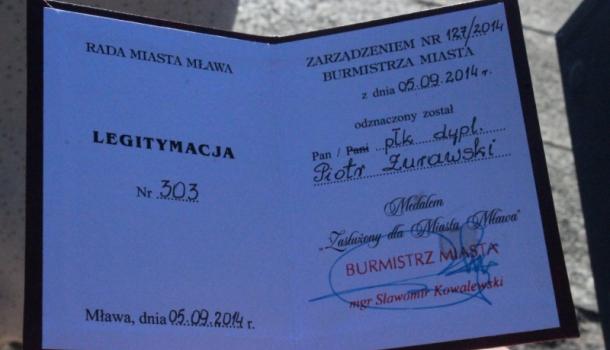 RADA MIASTA MŁAWA
LEGITYMACJA
Nr 303
Mława, dnia 05.09.2014 r.
ZARZĄDZENIEM NR 127/2014
BURMISTRZA MIASTA
z dnia 05.09.2014 r.
odznaczony został
Pan / Pani płk dypl.
Piotr Żurawski
Medalem
„Zasłużony dla Miasta Mława"
BURMISTRZ MIASTA
mgr Sławomir Kowalewski